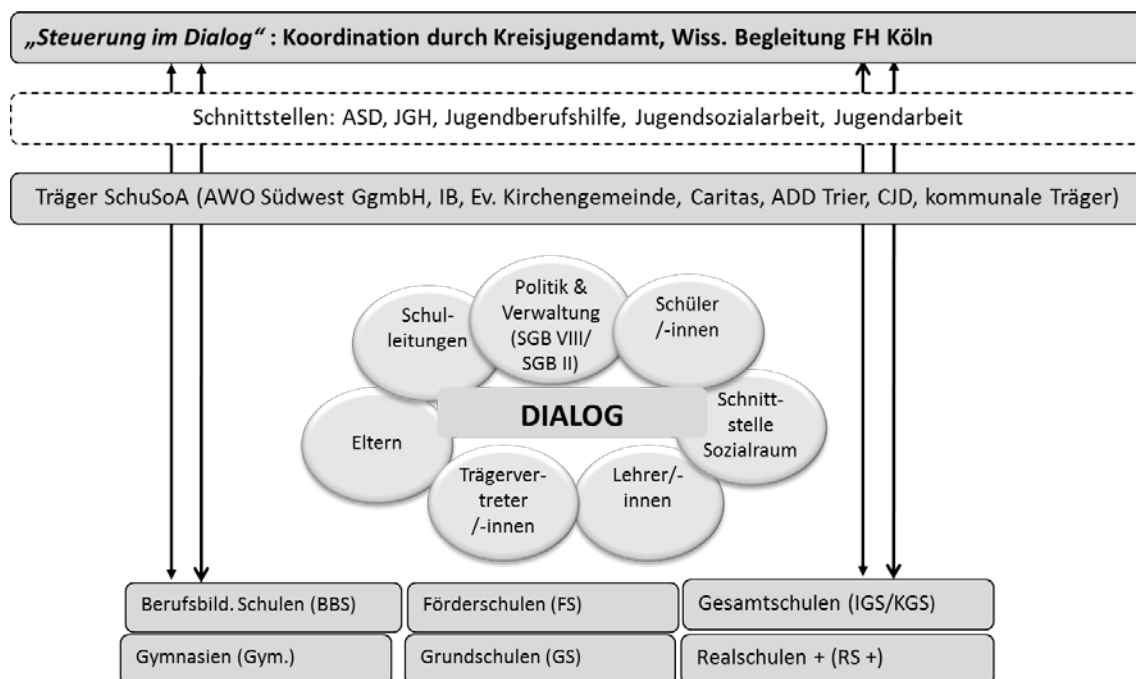 „Steuerung im Dialog“ : Koordination durch Kreisjugendamt, Wiss. Begleitung FH Köln
Schnittstellen: ASD, JGH, Jugendberufshilfe, Jugendsozialarbeit, Jugendarbeit
Träger SchuSoA (AWO Südwest GgmbH, IB, Ev. Kirchengemeinde, Caritas, ADD Trier, CJD, kommunale Träger)
Schul-
leitungen
Politik &
Verwaltung
(SGB VIII/
SGB II)
Schüler
/-innen
Eltern
DIALOG
Schnitt-
stelle
Sozialraum
Trägerver-
treter
/-innen
Lehrer/-
innen
Berufsbild. Schulen (BBS)
Förderschulen (FS)
Gesamtschulen (IGS/KGS)
Gymnasien (Gym.)
Grundschulen (GS)
Realschulen + (RS +)